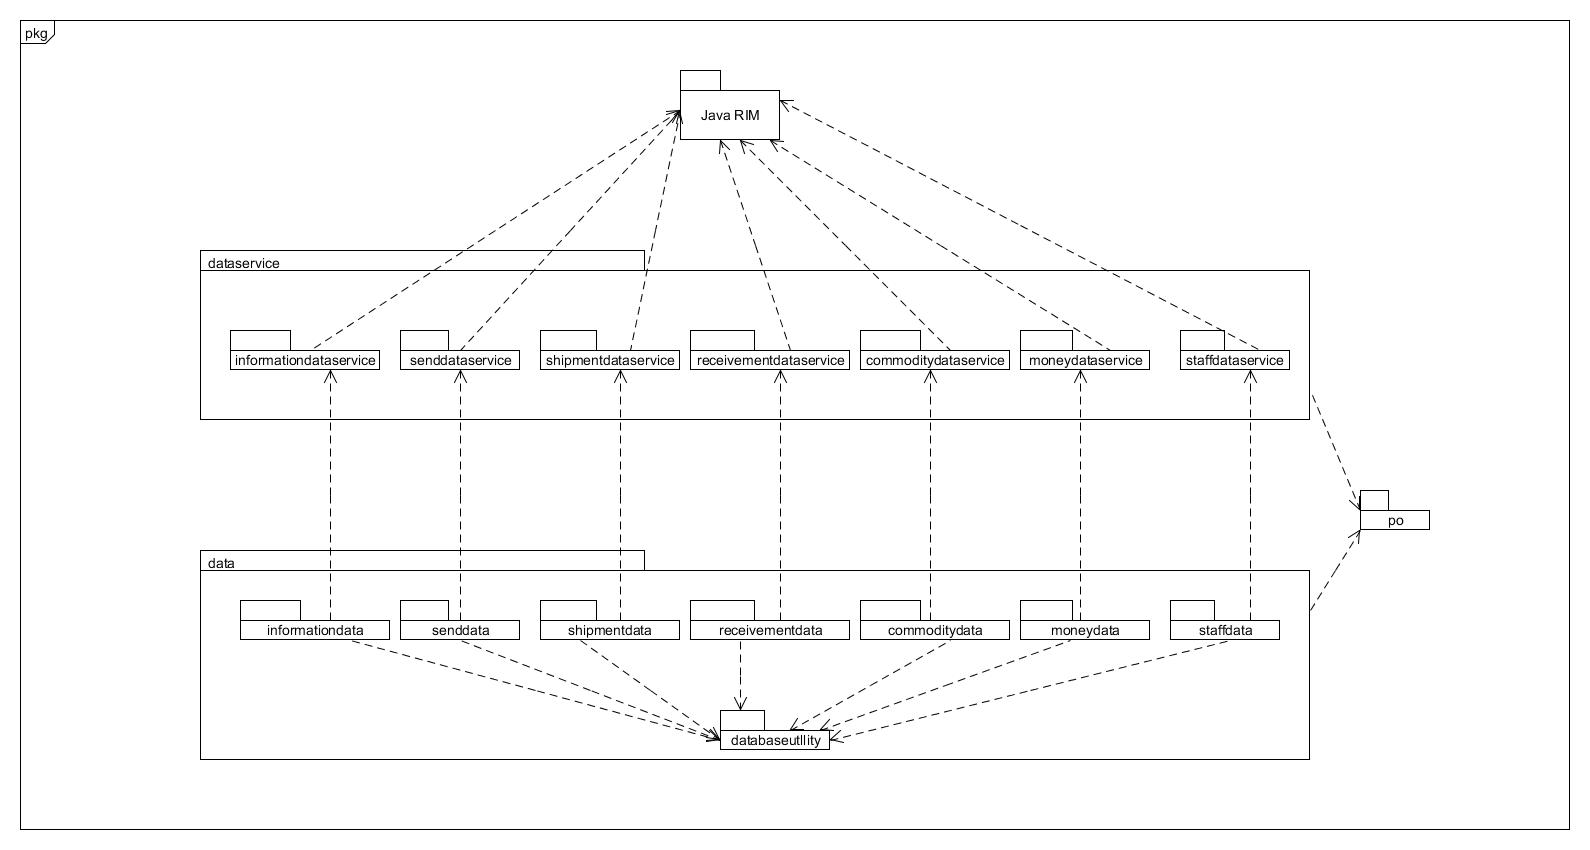 pkg
Java RIM
dataservice
informationdataservice
senddataservice
shipmentdataservice
receivementdataservice
commoditydataservice
moneydataservice
staffdataservice
po
data
informationdata
senddata
shipmentdata
receivementdata
commoditydata
moneydata
staffdata
databaseutllity